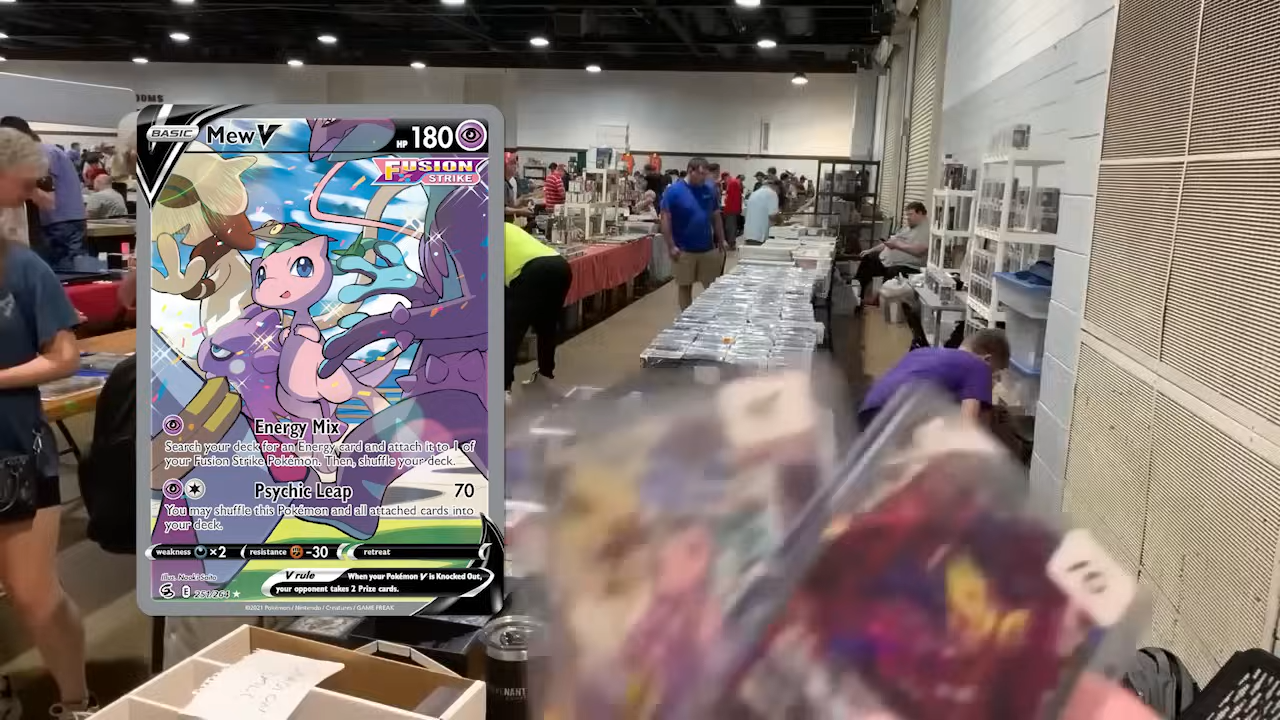 OOMS
BASIC Mew V HP 180
FUSION
STRIKE
Energy Mix
Search your deck for an Energy card and attach it to 1 of
your Fusion Strike Pokémon. Then, shuffle your deck.
Psychic Leap 70
You may shuffle this Pokémon and all attached cards into
your deck.
weakness ×2 resistance -30 retreat
V rule When your Pokémon V is Knocked Out,
your opponent takes 2 Prize cards.
Illus. Naoki Saito
E 251/264
©2021 Pokémon / Nintendo / Creatures / GAME FREAK